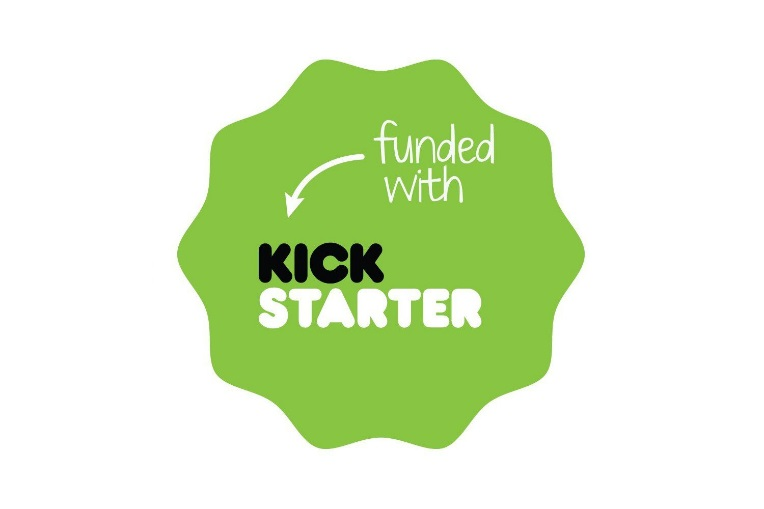 funded
with
KICK
STARTER